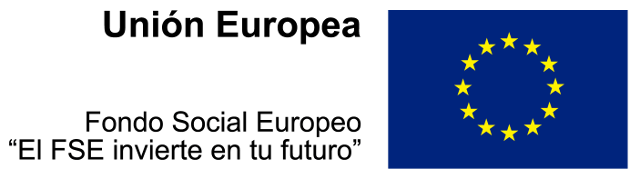 Unión Europea
Fondo Social Europeo
“El FSE invierte en tu futuro”